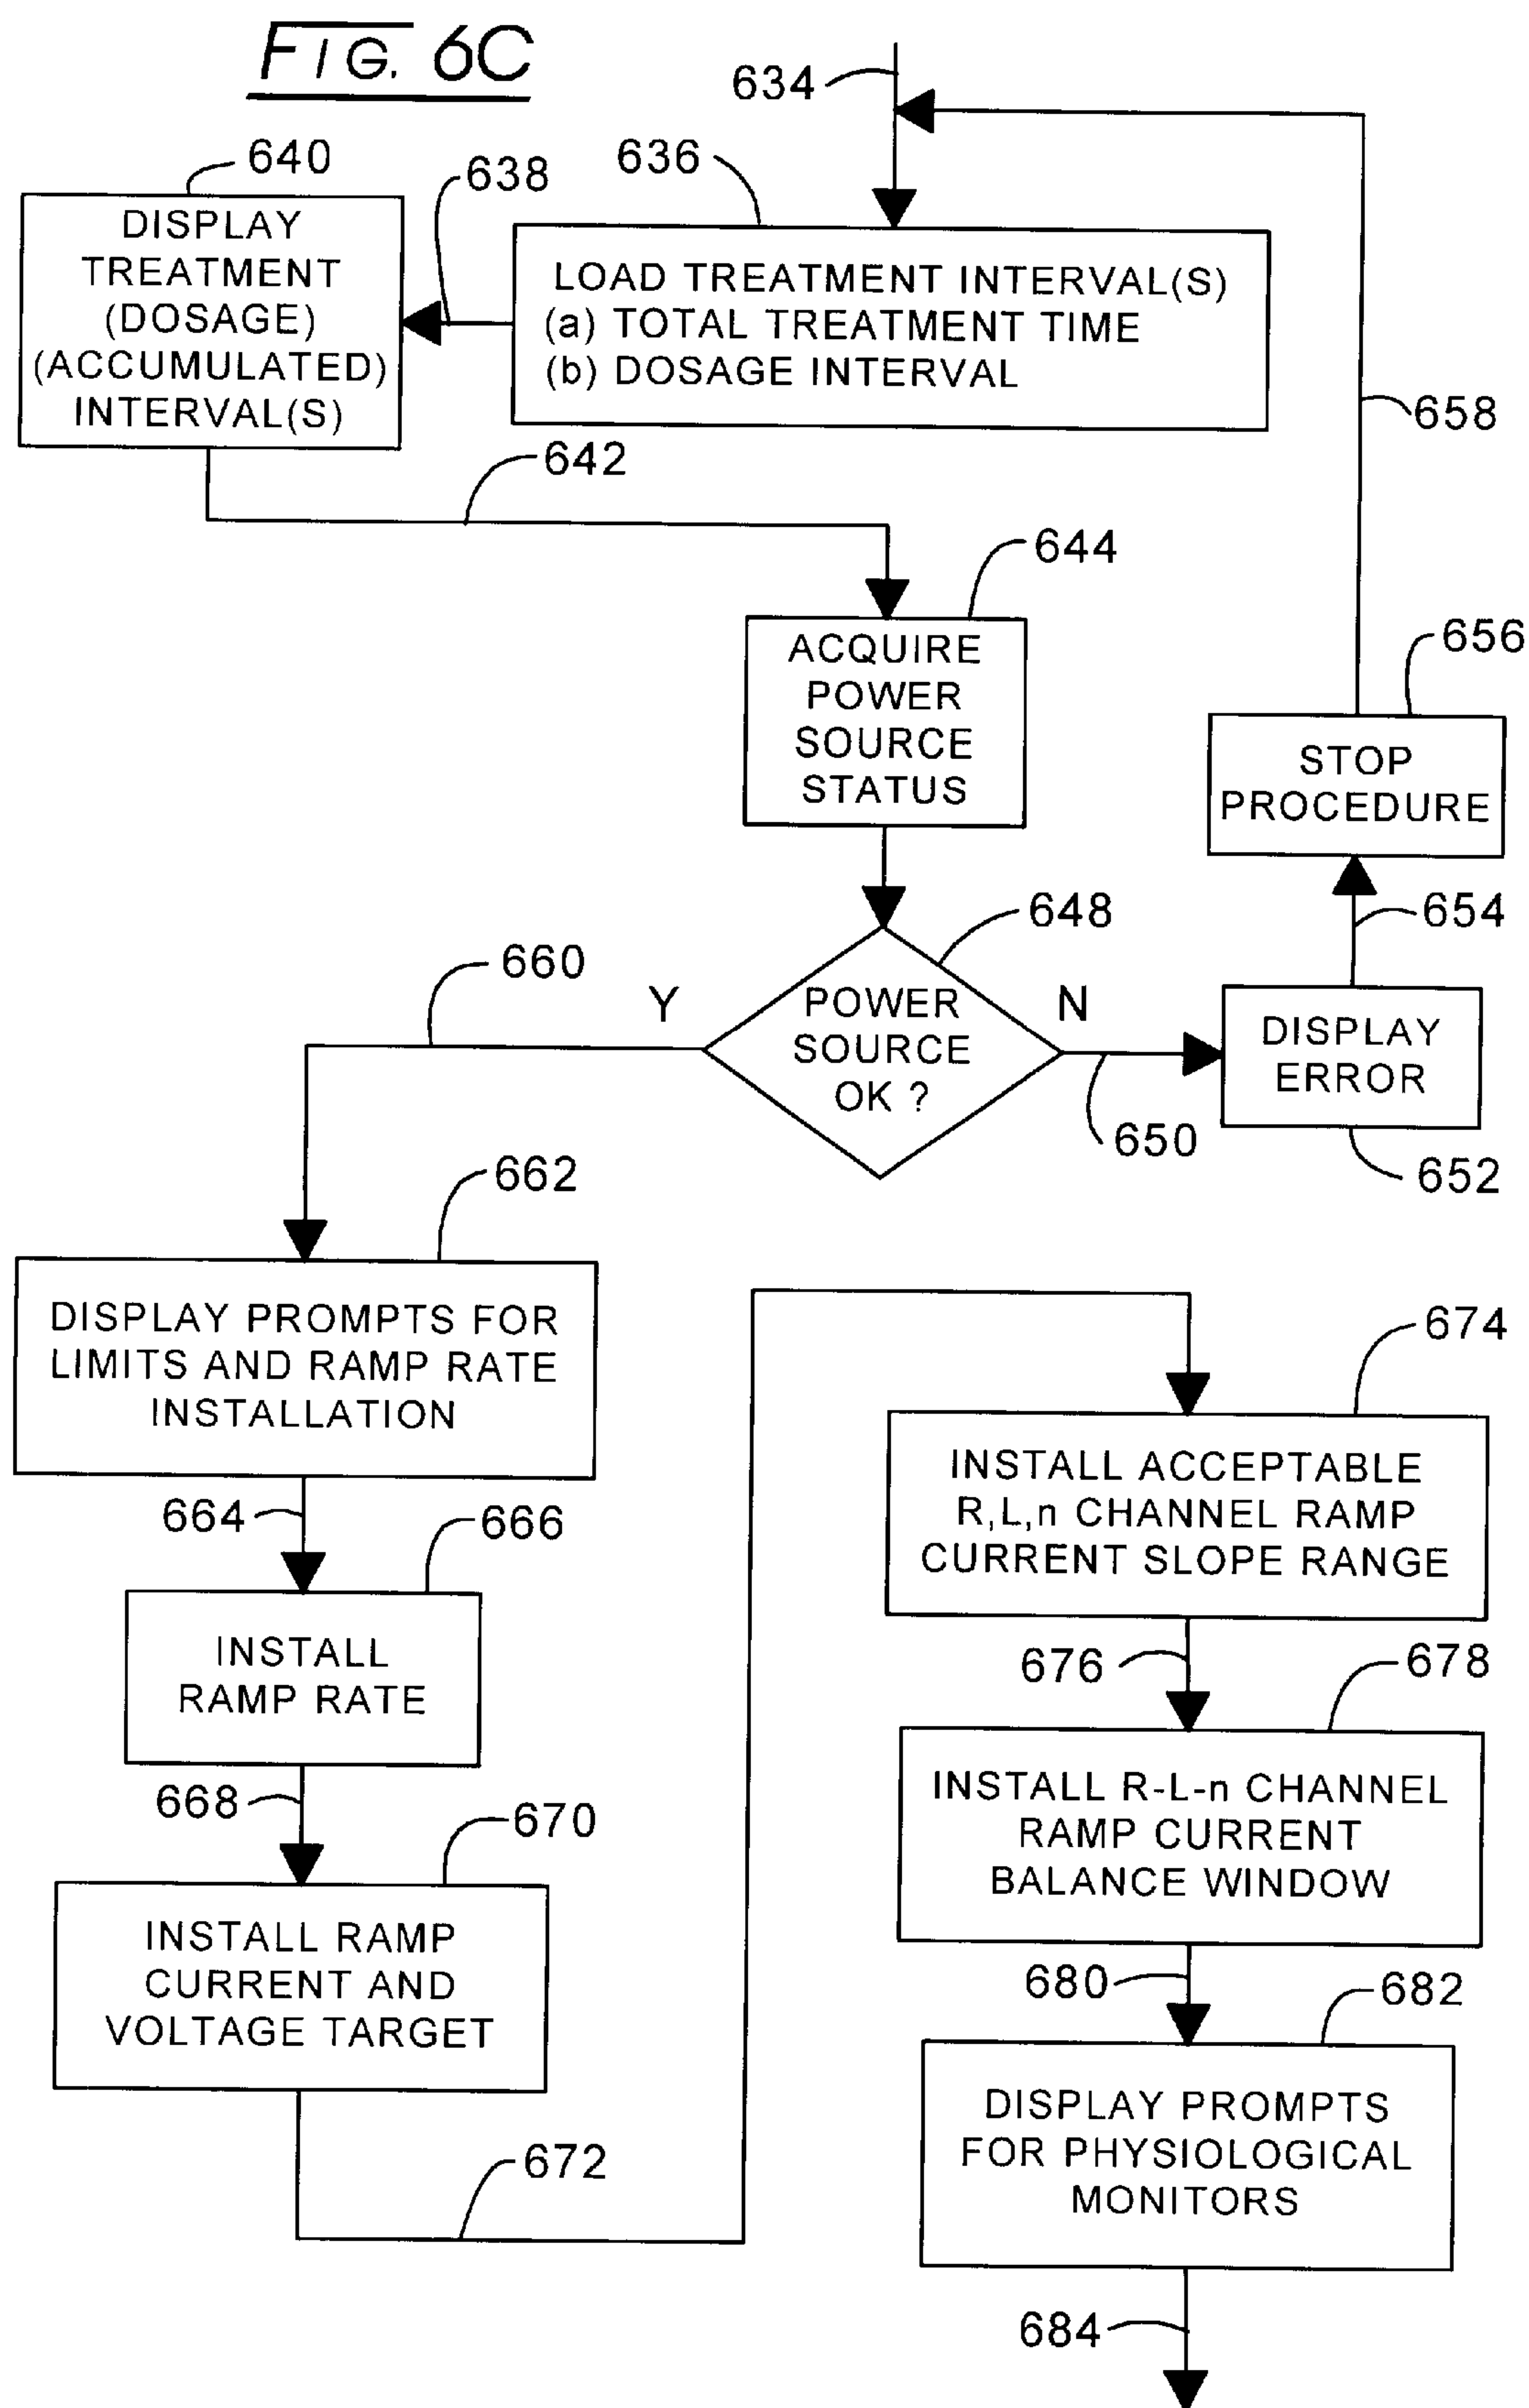 FIG. 6C
634
640
638
636
DISPLAY
TREATMENT
(DOSAGE)
(ACCUMULATED)
INTERVAL(S)
LOAD TREATMENT INTERVAL(S)
(a) TOTAL TREATMENT TIME
(b) DOSAGE INTERVAL
658
642
644
ACQUIRE
POWER
SOURCE
STATUS
656
STOP
PROCEDURE
654
648
660
Y
POWER
SOURCE
OK ?
N
650
DISPLAY
ERROR
652
662
DISPLAY PROMPTS FOR
LIMITS AND RAMP RATE
INSTALLATION
664
666
INSTALL
RAMP RATE
668
670
INSTALL RAMP
CURRENT AND
VOLTAGE TARGET
672
674
INSTALL ACCEPTABLE
R,L,n CHANNEL RAMP
CURRENT SLOPE RANGE
676
678
INSTALL R-L-n CHANNEL
RAMP CURRENT
BALANCE WINDOW
680
682
DISPLAY PROMPTS
FOR PHYSIOLOGICAL
MONITORS
684